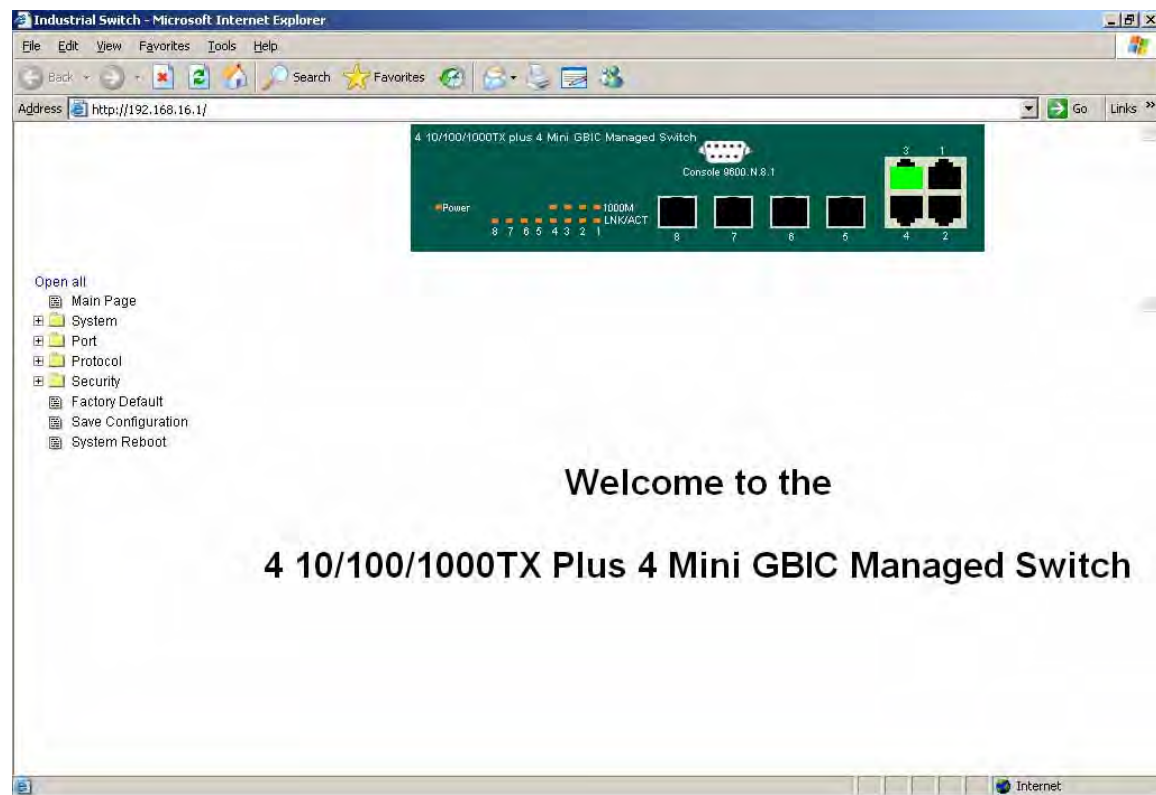 Industrial Switch - Microsoft Internet Explorer
File Edit View Favorites Tools Help
Back Search Favorites
Address http://192.168.16.1/ Go Links »
4 10/100/1000TX plus 4 Mini GBIC Managed Switch
Console 9600.N.8.1
3 1
Power 1000M
LNK/ACT
8 7 6 5 4 3 2 1
8 7 6 5 4 2
Open all
Main Page
System
Port
Protocol
Security
Factory Default
Save Configuration
System Reboot
Welcome to the
4 10/100/1000TX Plus 4 Mini GBIC Managed Switch
Internet